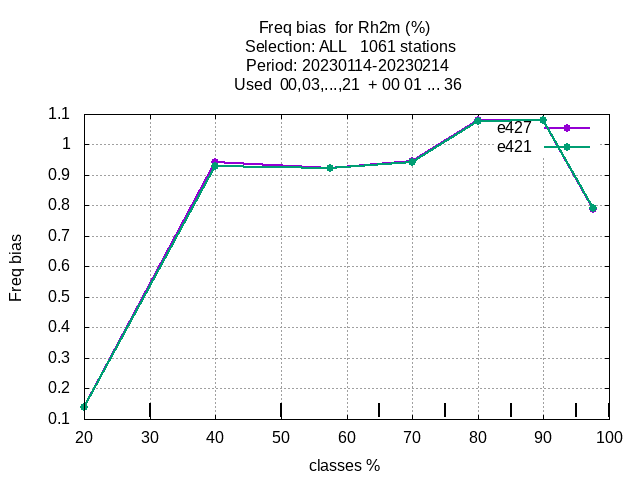 Freq bias  for Rh2m (%)
Selection: ALL   1061 stations
Period: 20230114-20230214
Used  00,03,...,21  + 00 01 ... 36
e427
e421
1.1
1
0.9
0.8
0.7
0.6
0.5
0.4
0.3
0.2
0.1
Freq bias
20 30 40 50 60 70 80 90 100
classes %